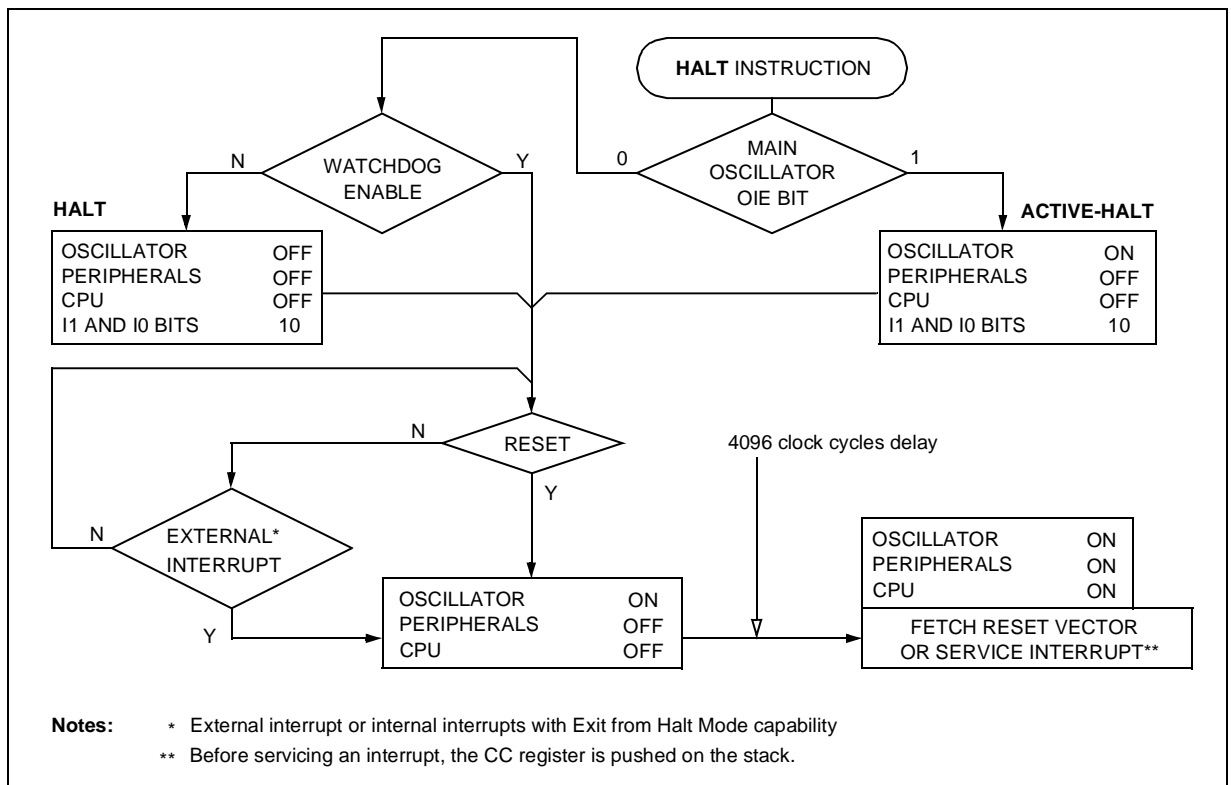 HALT INSTRUCTION
MAIN
OSCILLATOR
OIE BIT
0
1
WATCHDOG
ENABLE
N
Y
HALT
OSCILLATOR OFF
PERIPHERALS OFF
CPU OFF
I1 AND I0 BITS 10
ACTIVE-HALT
OSCILLATOR ON
PERIPHERALS OFF
CPU OFF
I1 AND I0 BITS 10
RESET
N
Y
EXTERNAL*
INTERRUPT
N
Y
OSCILLATOR ON
PERIPHERALS OFF
CPU OFF
4096 clock cycles delay
OSCILLATOR ON
PERIPHERALS ON
CPU ON
FETCH RESET VECTOR
OR SERVICE INTERRUPT**
Notes: * External interrupt or internal interrupts with Exit from Halt Mode capability
** Before servicing an interrupt, the CC register is pushed on the stack.